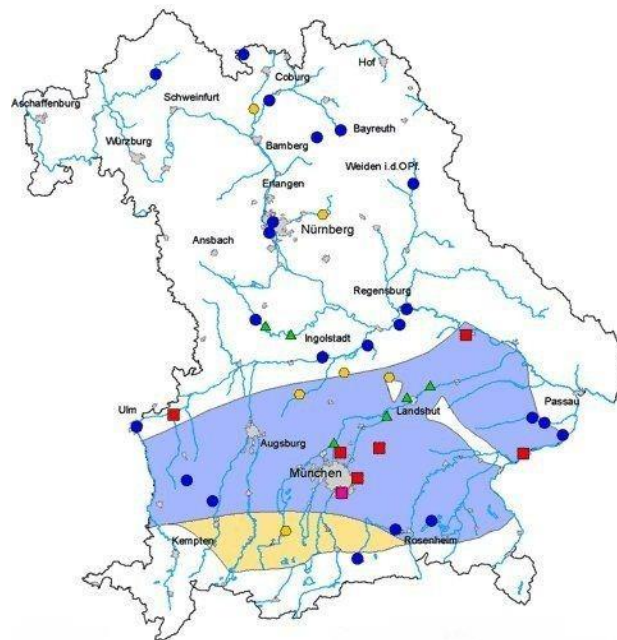 Hof
Coburg
Schweinfurt
Aschaffenburg
Bayreuth
Würzburg
Bamberg
Weiden i.d.OPf.
Erlangen
Nürnberg
Ansbach
Regensburg
Ingolstadt
Passau
Ulm
Landshut
Augsburg
München
Kempten
Rosenheim